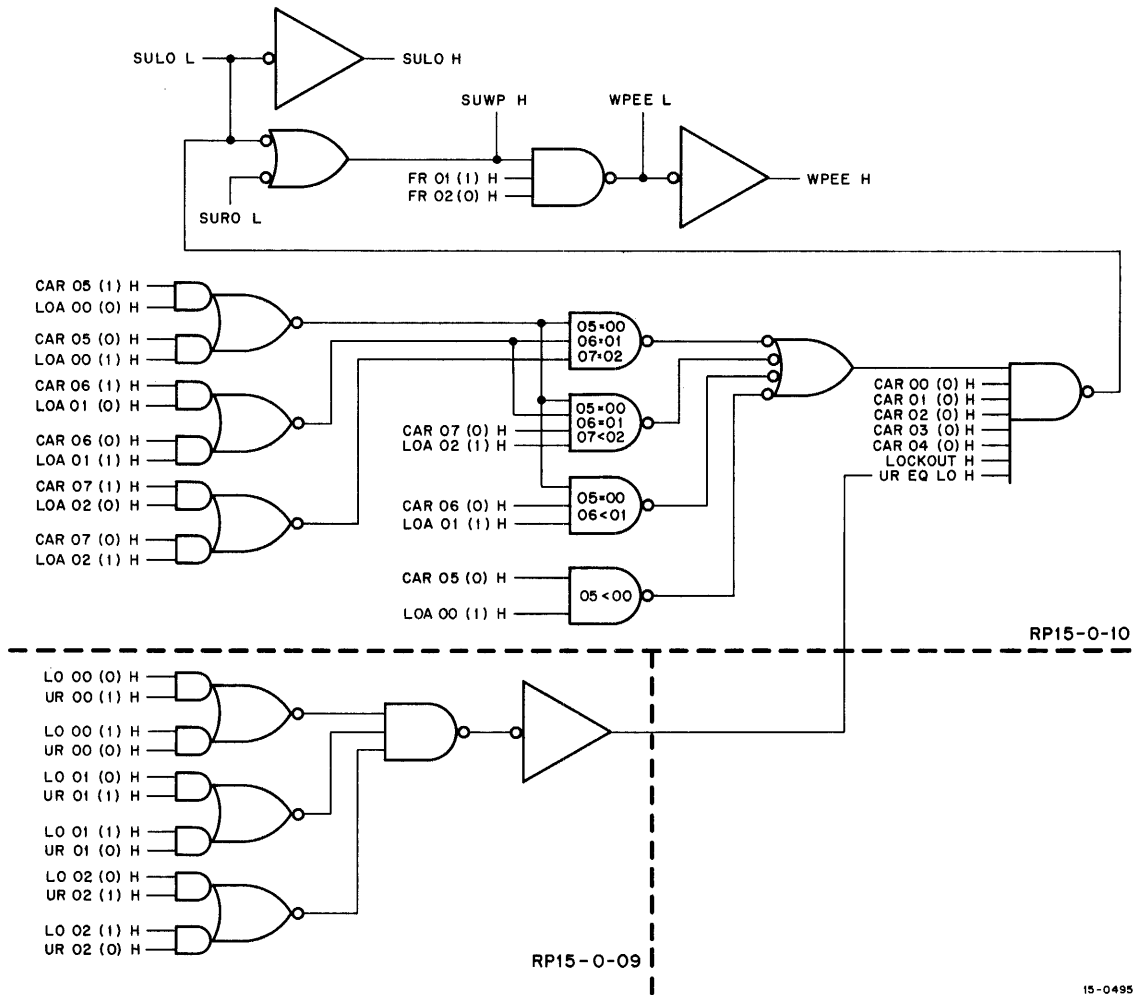 SULO L
SULO H
SUWP H
WPEE L
FR 01 (1) H
FR 02 (0) H
WPEE H
SURO L
CAR 05 (1) H
LOA 00 (0) H
CAR 05 (0) H
LOA 00 (1) H
CAR 06 (1) H
LOA 01 (0) H
CAR 06 (0) H
LOA 01 (1) H
CAR 07 (1) H
LOA 02 (0) H
CAR 07 (0) H
LOA 02 (1) H
05=00
06=01
07=02
05=00
06=01
07<02
CAR 07 (0) H
LOA 02 (1) H
05=00
06<01
CAR 06 (0) H
LOA 01 (1) H
CAR 05 (0) H
LOA 00 (1) H
05<00
CAR 00 (0) H
CAR 01 (0) H
CAR 02 (0) H
CAR 03 (0) H
CAR 04 (0) H
LOCKOUT H
UR EQ LO H
RP15-0-10
LO 00 (0) H
UR 00 (1) H
LO 00 (1) H
UR 00 (0) H
LO 01 (0) H
UR 01 (1) H
LO 01 (1) H
UR 01 (0) H
LO 02 (0) H
UR 02 (1) H
LO 02 (1) H
UR 02 (0) H
RP15-0-09
15-0495